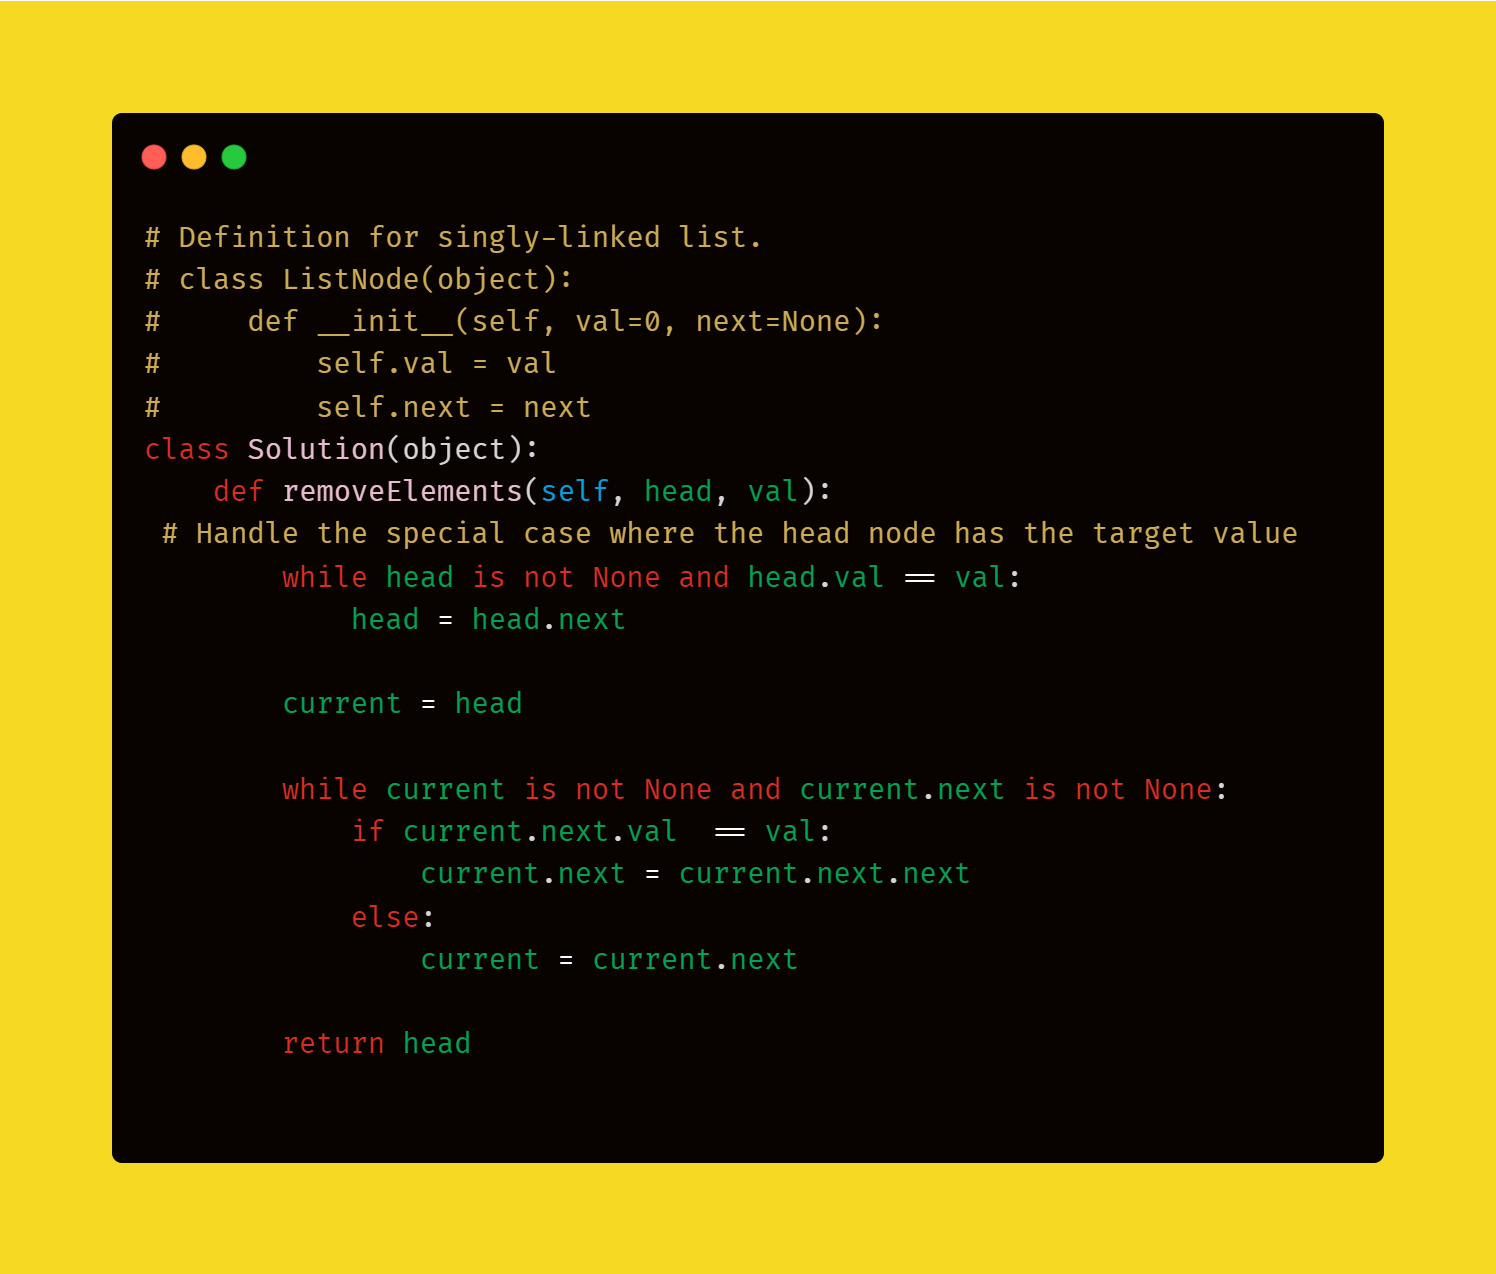 # Definition for singly-linked list.
# class ListNode(object):
#     def __init__(self, val=0, next=None):
#         self.val = val
#         self.next = next
class Solution(object):
    def removeElements(self, head, val):
 # Handle the special case where the head node has the target value
        while head is not None and head.val == val:
            head = head.next

        current = head

        while current is not None and current.next is not None:
            if current.next.val  == val:
                current.next = current.next.next
            else:
                current = current.next

        return head